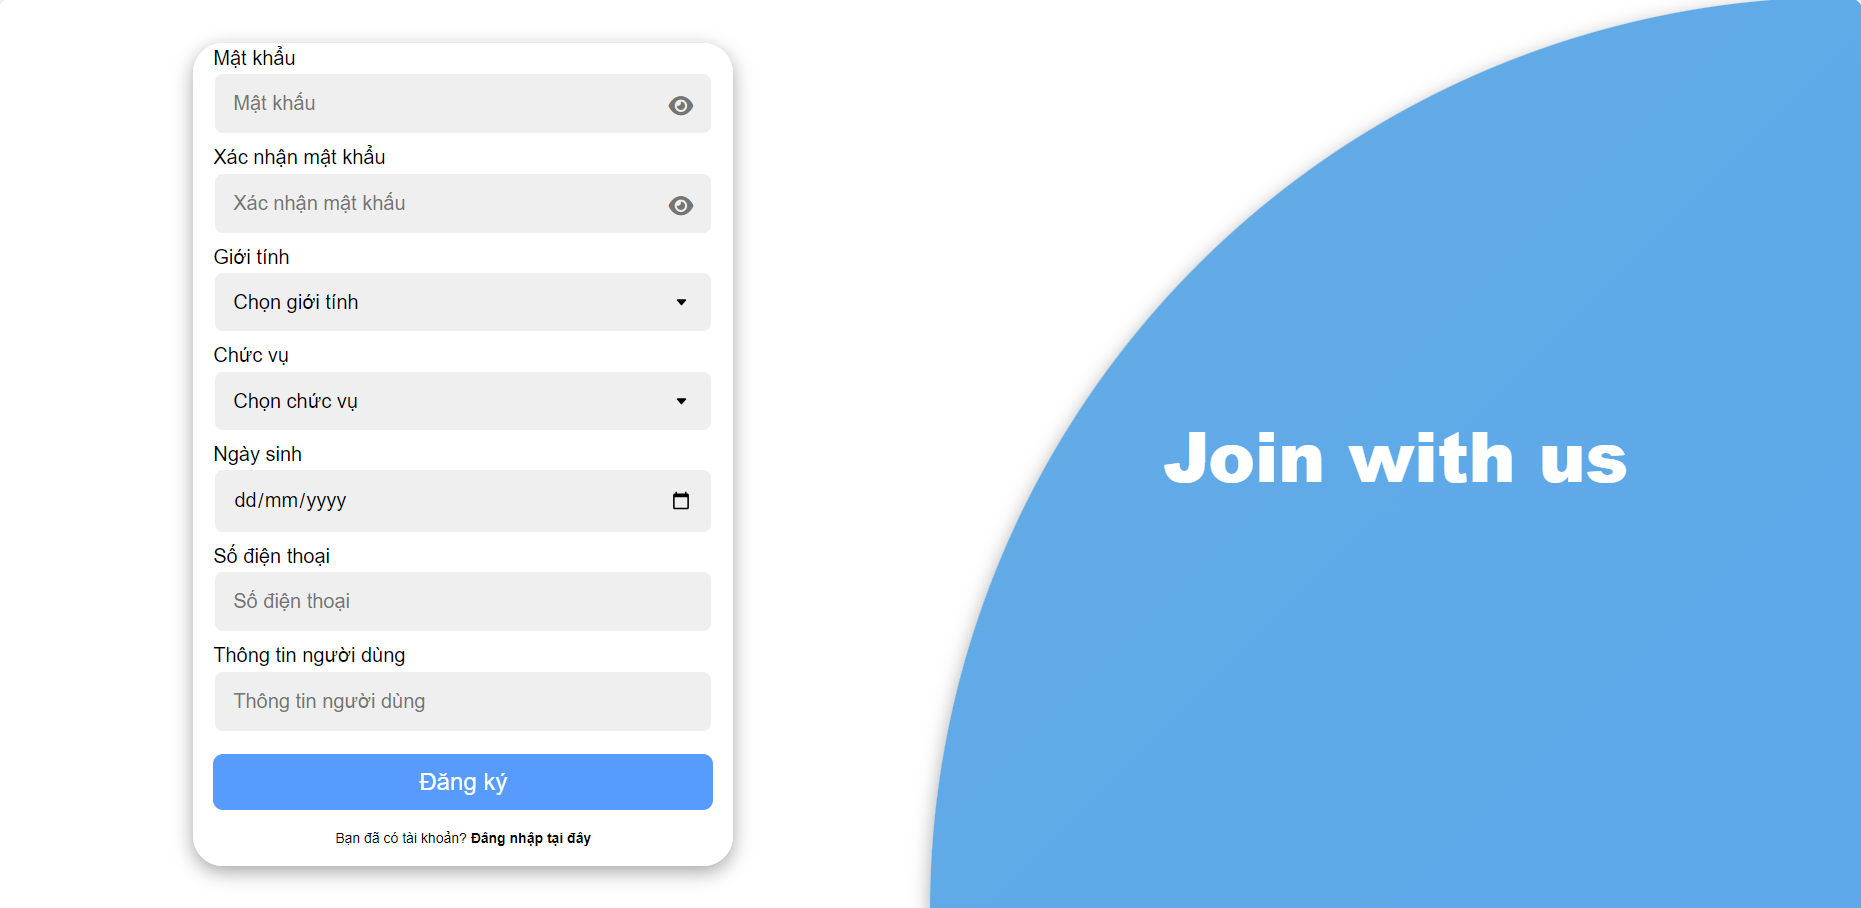 Mật khẩu
Mật khẩu
Xác nhận mật khẩu
Xác nhận mật khẩu
Giới tính
Chọn giới tính
Chức vụ
Chọn chức vụ
Ngày sinh
dd/mm/yyyy
Số điện thoại
Số điện thoại
Thông tin người dùng
Thông tin người dùng
Đăng ký
Bạn đã có tài khoản? Đăng nhập tại đây
Join with us